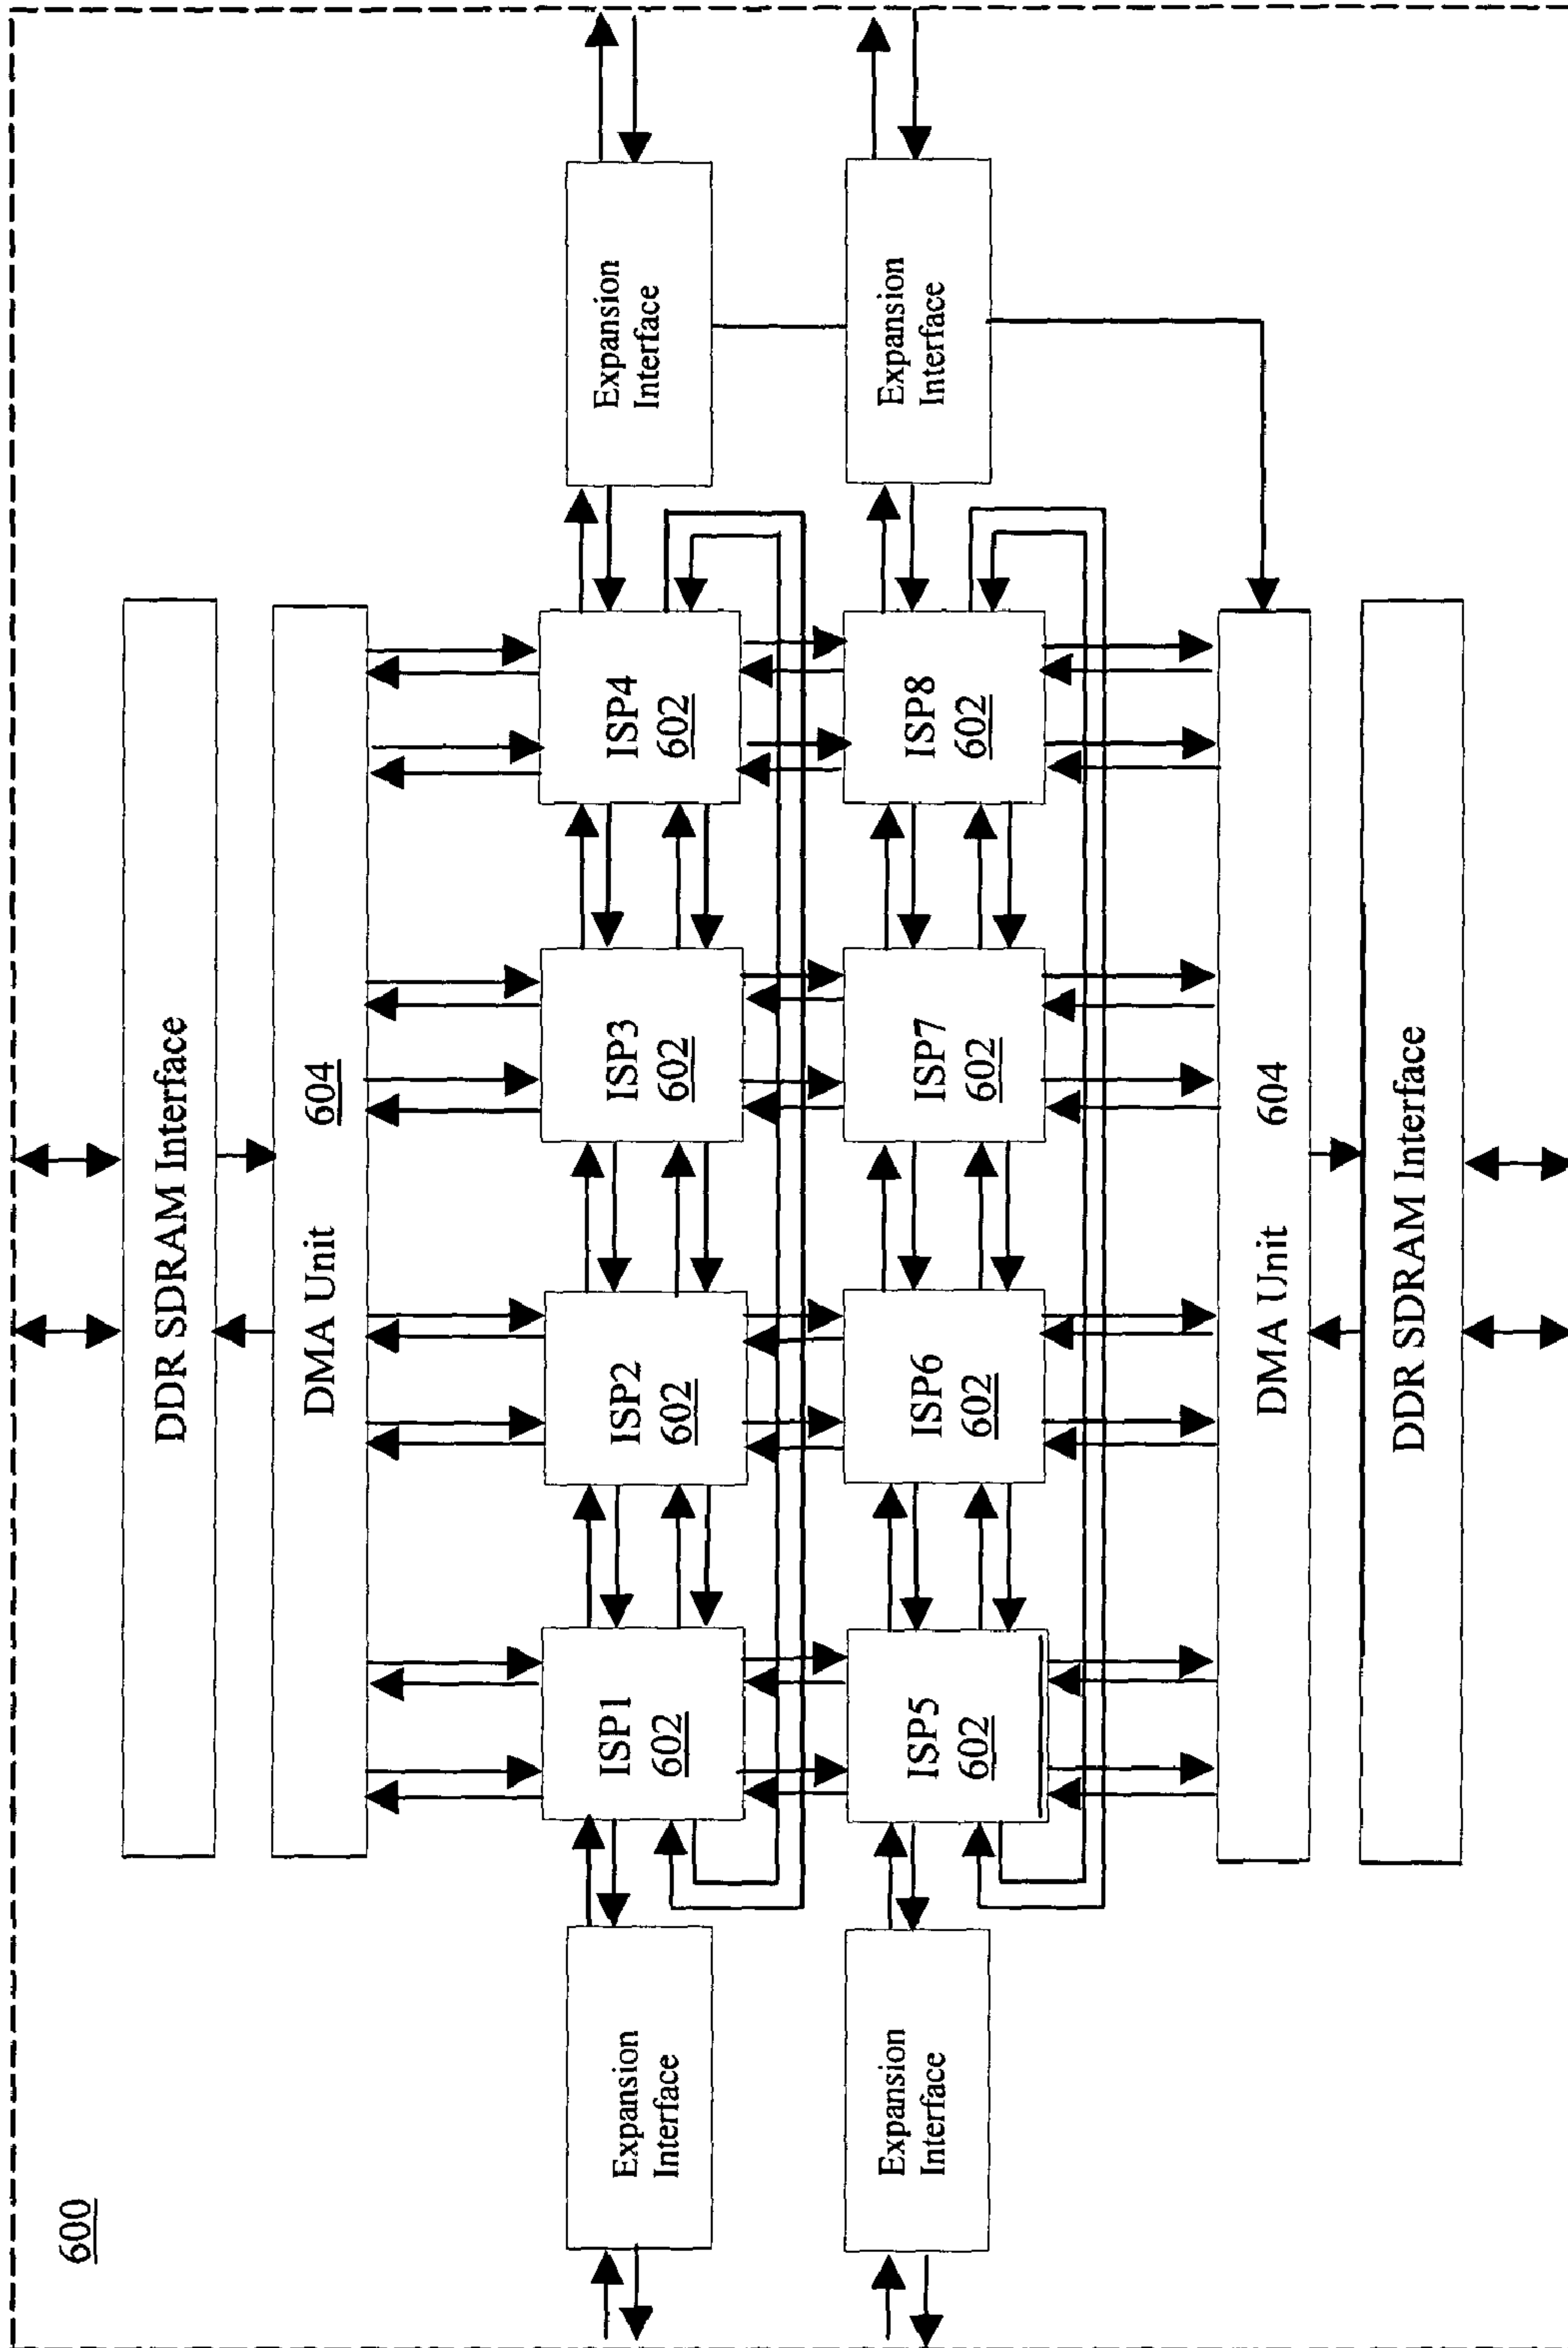 600
DDR SDRAM Interface
DMA Unit 604
Expansion
Interface
ISP1
602
ISP2
602
ISP3
602
ISP4
602
Expansion
Interface
Expansion
Interface
ISP5
602
ISP6
602
ISP7
602
ISP8
602
Expansion
Interface
DMA Unit 604
DDR SDRAM Interface